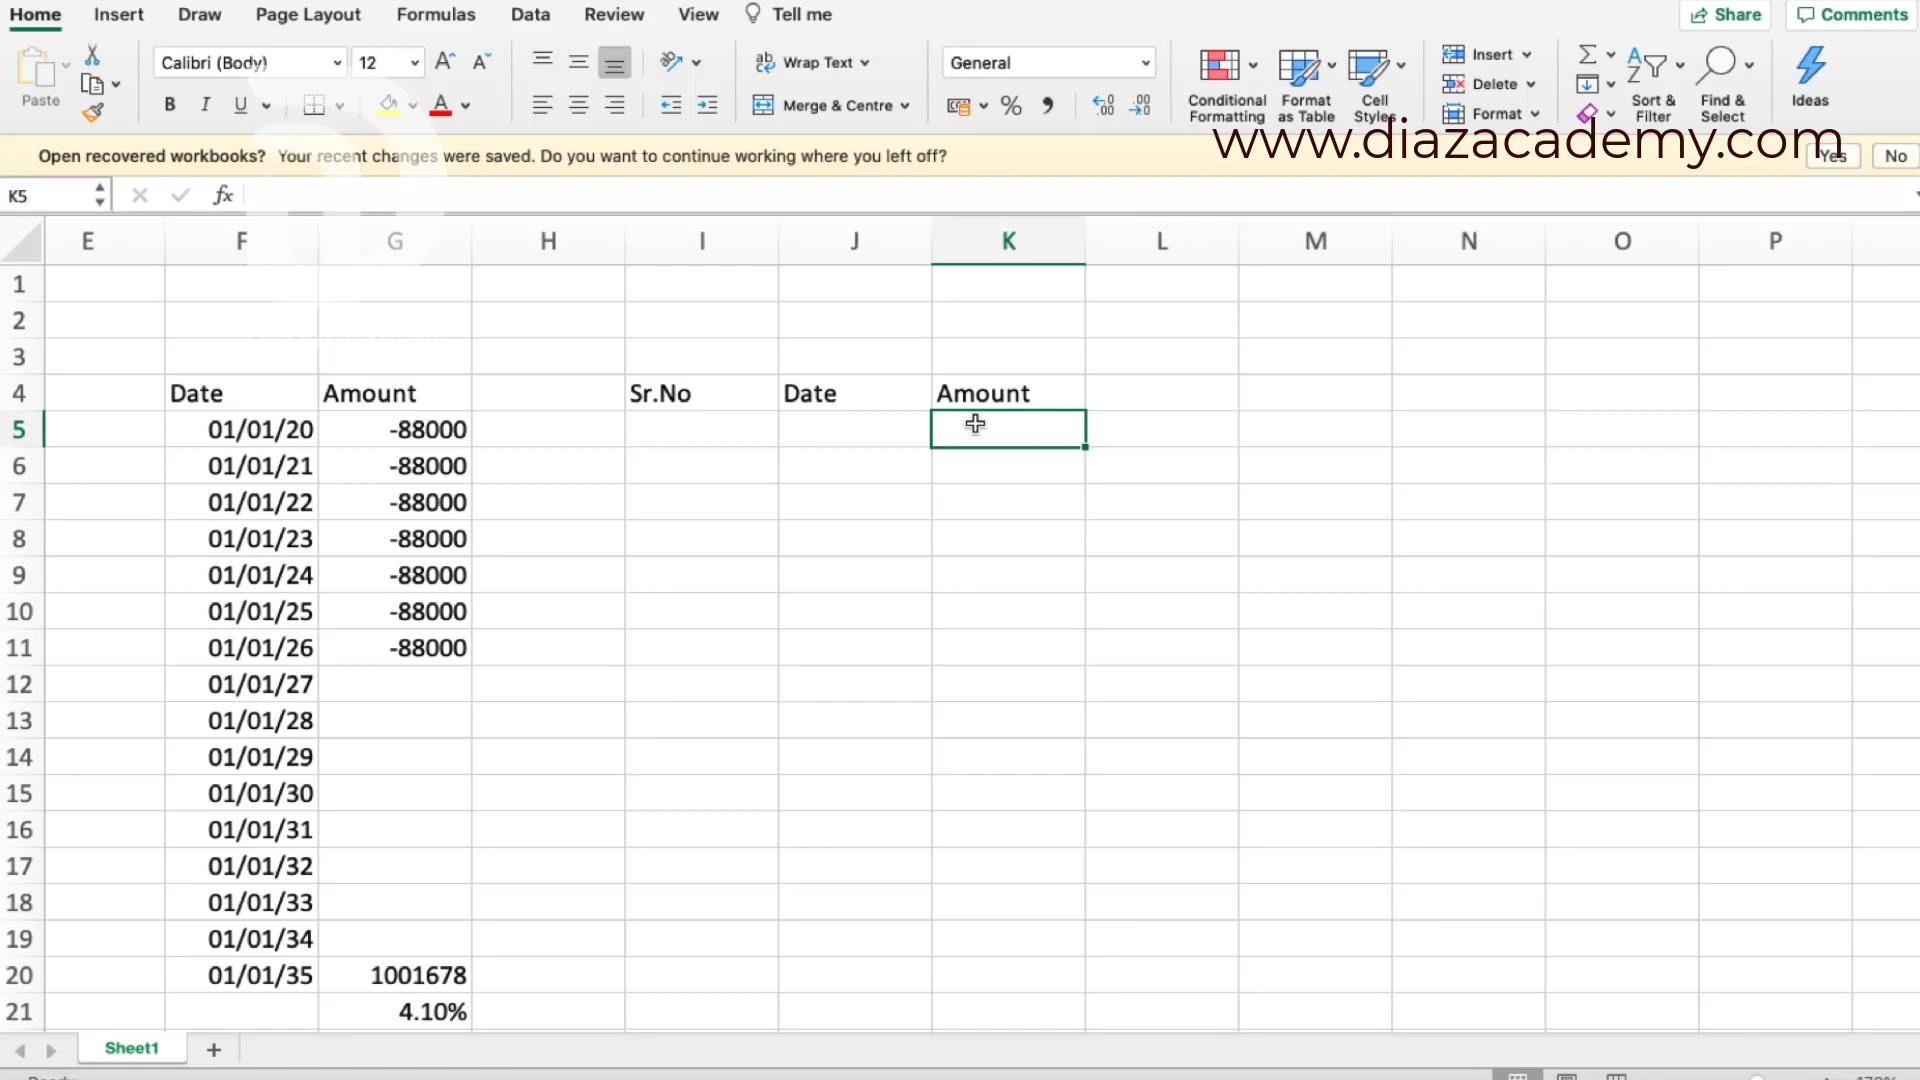 Home Insert Draw Page Layout Formulas Data Review View Tell me Share Comments
Paste Calibri (Body) 12 Wrap Text General Insert
B I U A Merge & Centre % Conditional Formatting Format as Table Cell Styles Delete Format Sort & Filter Find & Select Ideas
www.diazacademy.com
Open recovered workbooks? Your recent changes were saved. Do you want to continue working where you left off? Yes No
K5 fx
E F G H I J K L M N O P
1
2
3
4 Date Amount Sr.No Date Amount
5 01/01/20 -88000
6 01/01/21 -88000
7 01/01/22 -88000
8 01/01/23 -88000
9 01/01/24 -88000
10 01/01/25 -88000
11 01/01/26 -88000
12 01/01/27
13 01/01/28
14 01/01/29
15 01/01/30
16 01/01/31
17 01/01/32
18 01/01/33
19 01/01/34
20 01/01/35 1001678
21 4.10%
Sheet1 +